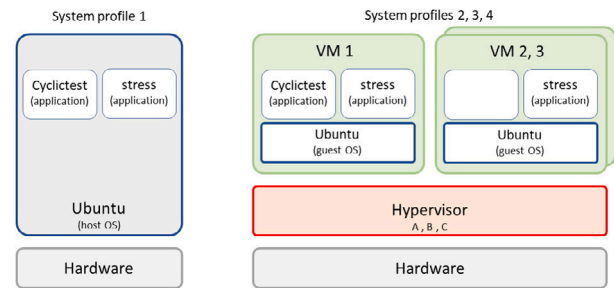 System profile 1
System profiles 2, 3, 4
Cyclictest
(application)
stress
(application)
Ubuntu
(host OS)
Hardware
VM 1
Cyclictest
(application)
stress
(application)
Ubuntu
(guest OS)
VM 2, 3
stress
(application)
Ubuntu
(guest OS)
Hypervisor
A , B , C
Hardware